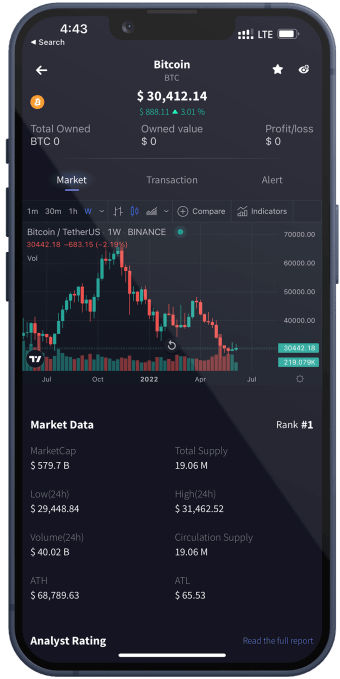 4:43
LTE
◀ Search
Bitcoin
BTC
$ 30,412.14
$ 888.11 ▲ 3.01 %
Total Owned Owned value Profit/loss
BTC 0 $ 0 $ 0
Market Transaction Alert
1m 30m 1h W Compare Indicators
Bitcoin / TetherUS · 1W · BINANCE
30442.18 −683.15 (−2.19%)
Vol
70000.00
60000.00
50000.00
40000.00
30442.18
219.079K
Jul Oct 2022 Apr Jul
Market Data Rank #1
MarketCap Total Supply
$ 579.7 B 19.06 M
Low(24h) High(24h)
$ 29,448.84 $ 31,462.52
Volume(24h) Circulation Supply
$ 40.02 B 19.06 M
ATH ATL
$ 68,789.63 $ 65.53
Analyst Rating Read the full report